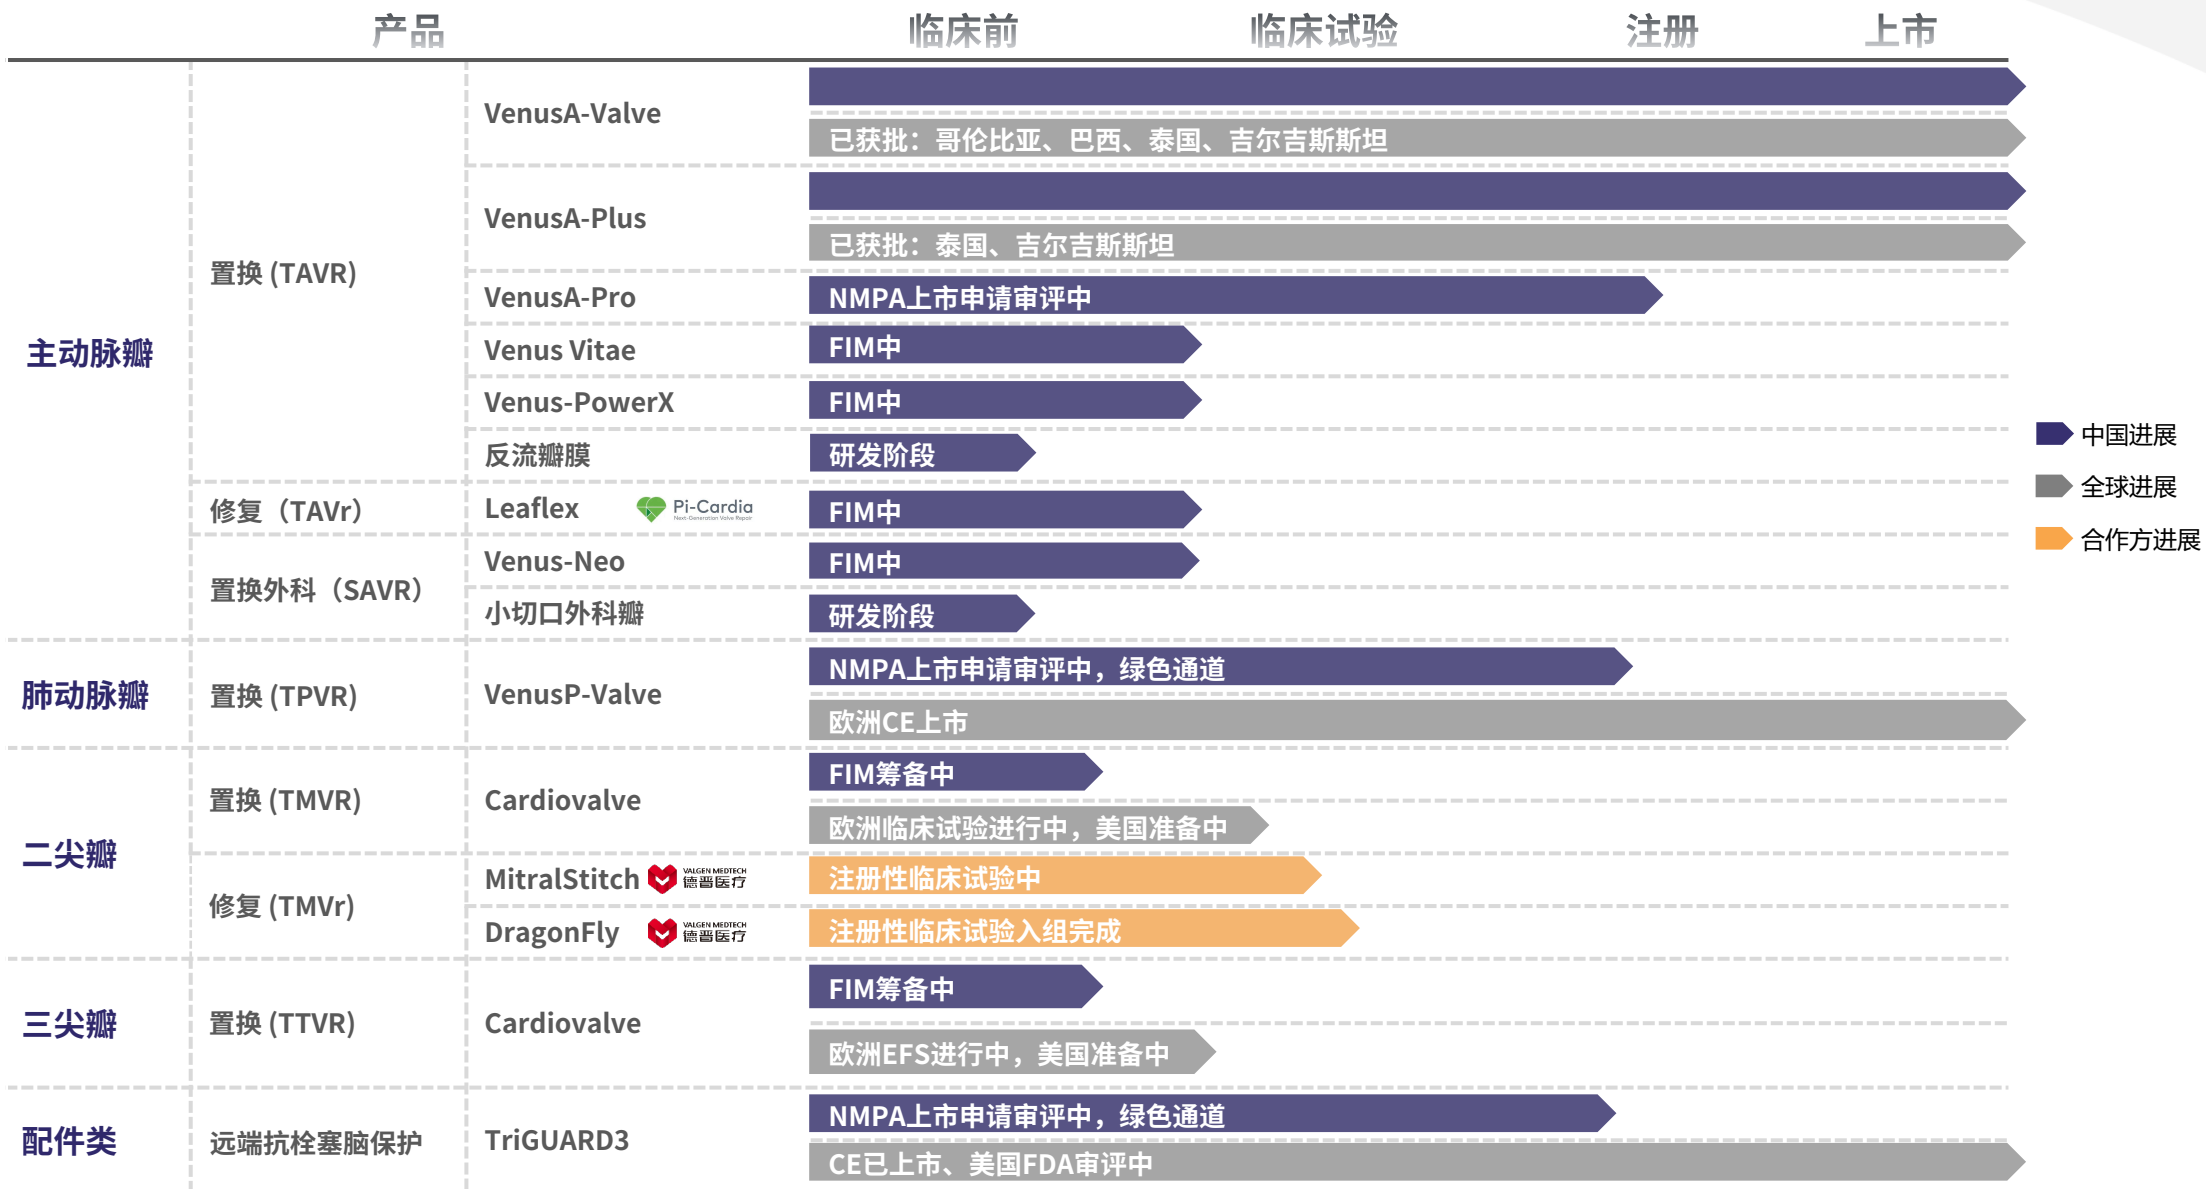 产品 临床前 临床试验 注册 上市
主动脉瓣
置换 (TAVR)
VenusA-Valve
已获批：哥伦比亚、巴西、泰国、吉尔吉斯斯坦
VenusA-Plus
已获批：泰国、吉尔吉斯斯坦
VenusA-Pro
NMPA上市申请审评中
Venus Vitae
FIM中
Venus-PowerX
FIM中
反流瓣膜
研发阶段
修复（TAVr）
Leaflex
Pi-Cardia
Next-Generation Valve Repair
FIM中
置换外科（SAVR）
Venus-Neo
FIM中
小切口外科瓣
研发阶段
肺动脉瓣
置换 (TPVR)
VenusP-Valve
NMPA上市申请审评中，绿色通道
欧洲CE上市
二尖瓣
置换 (TMVR)
Cardiovalve
FIM筹备中
欧洲临床试验进行中，美国准备中
修复 (TMVr)
MitralStitch
VALGEN MEDTECH
德晋医疗
注册性临床试验中
DragonFly
VALGEN MEDTECH
德晋医疗
注册性临床试验入组完成
三尖瓣
置换 (TTVR)
Cardiovalve
FIM筹备中
欧洲EFS进行中，美国准备中
配件类
远端抗栓塞脑保护
TriGUARD3
NMPA上市申请审评中，绿色通道
CE已上市、美国FDA审评中
中国进展
全球进展
合作方进展